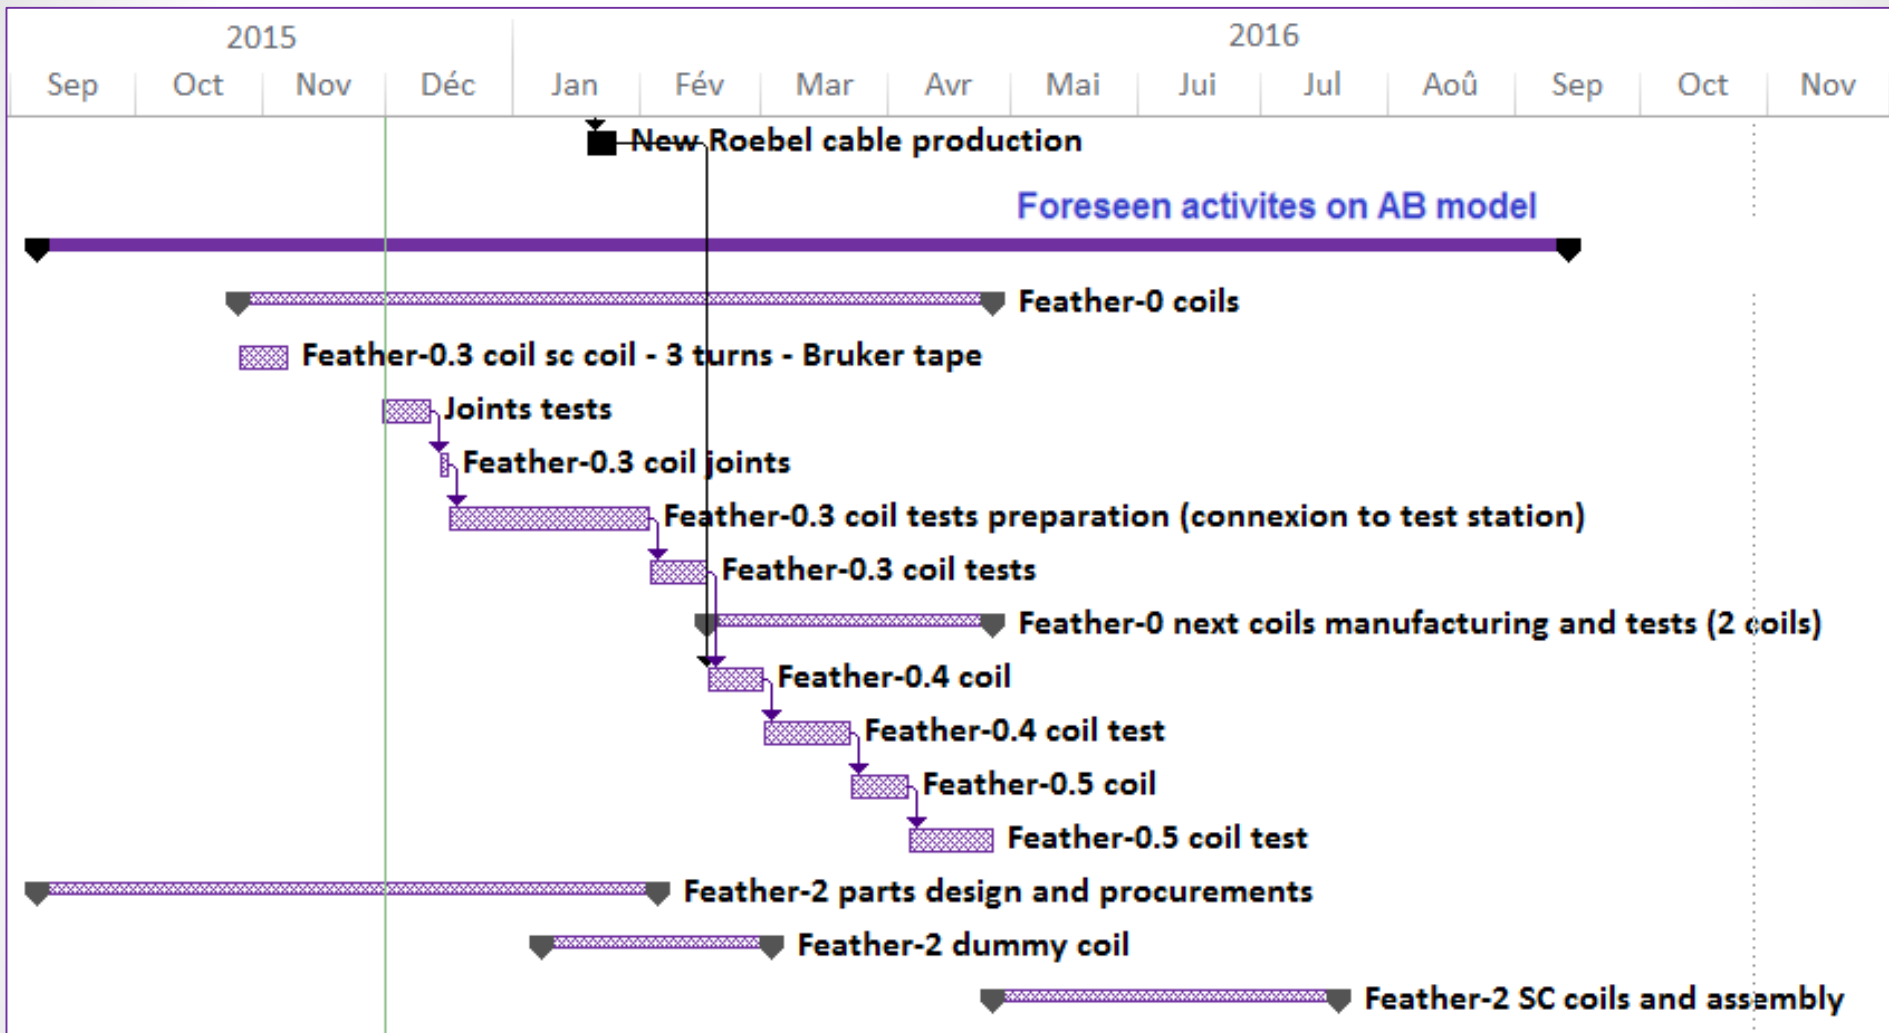 2015 2016
Sep Oct Nov Déc Jan Fév Mar Avr Mai Jui Jul Aoû Sep Oct Nov
New Roebel cable production
Foreseen activites on AB model
Feather-0 coils
Feather-0.3 coil sc coil - 3 turns - Bruker tape
Joints tests
Feather-0.3 coil joints
Feather-0.3 coil tests preparation (connexion to test station)
Feather-0.3 coil tests
Feather-0 next coils manufacturing and tests (2 coils)
Feather-0.4 coil
Feather-0.4 coil test
Feather-0.5 coil
Feather-0.5 coil test
Feather-2 parts design and procurements
Feather-2 dummy coil
Feather-2 SC coils and assembly